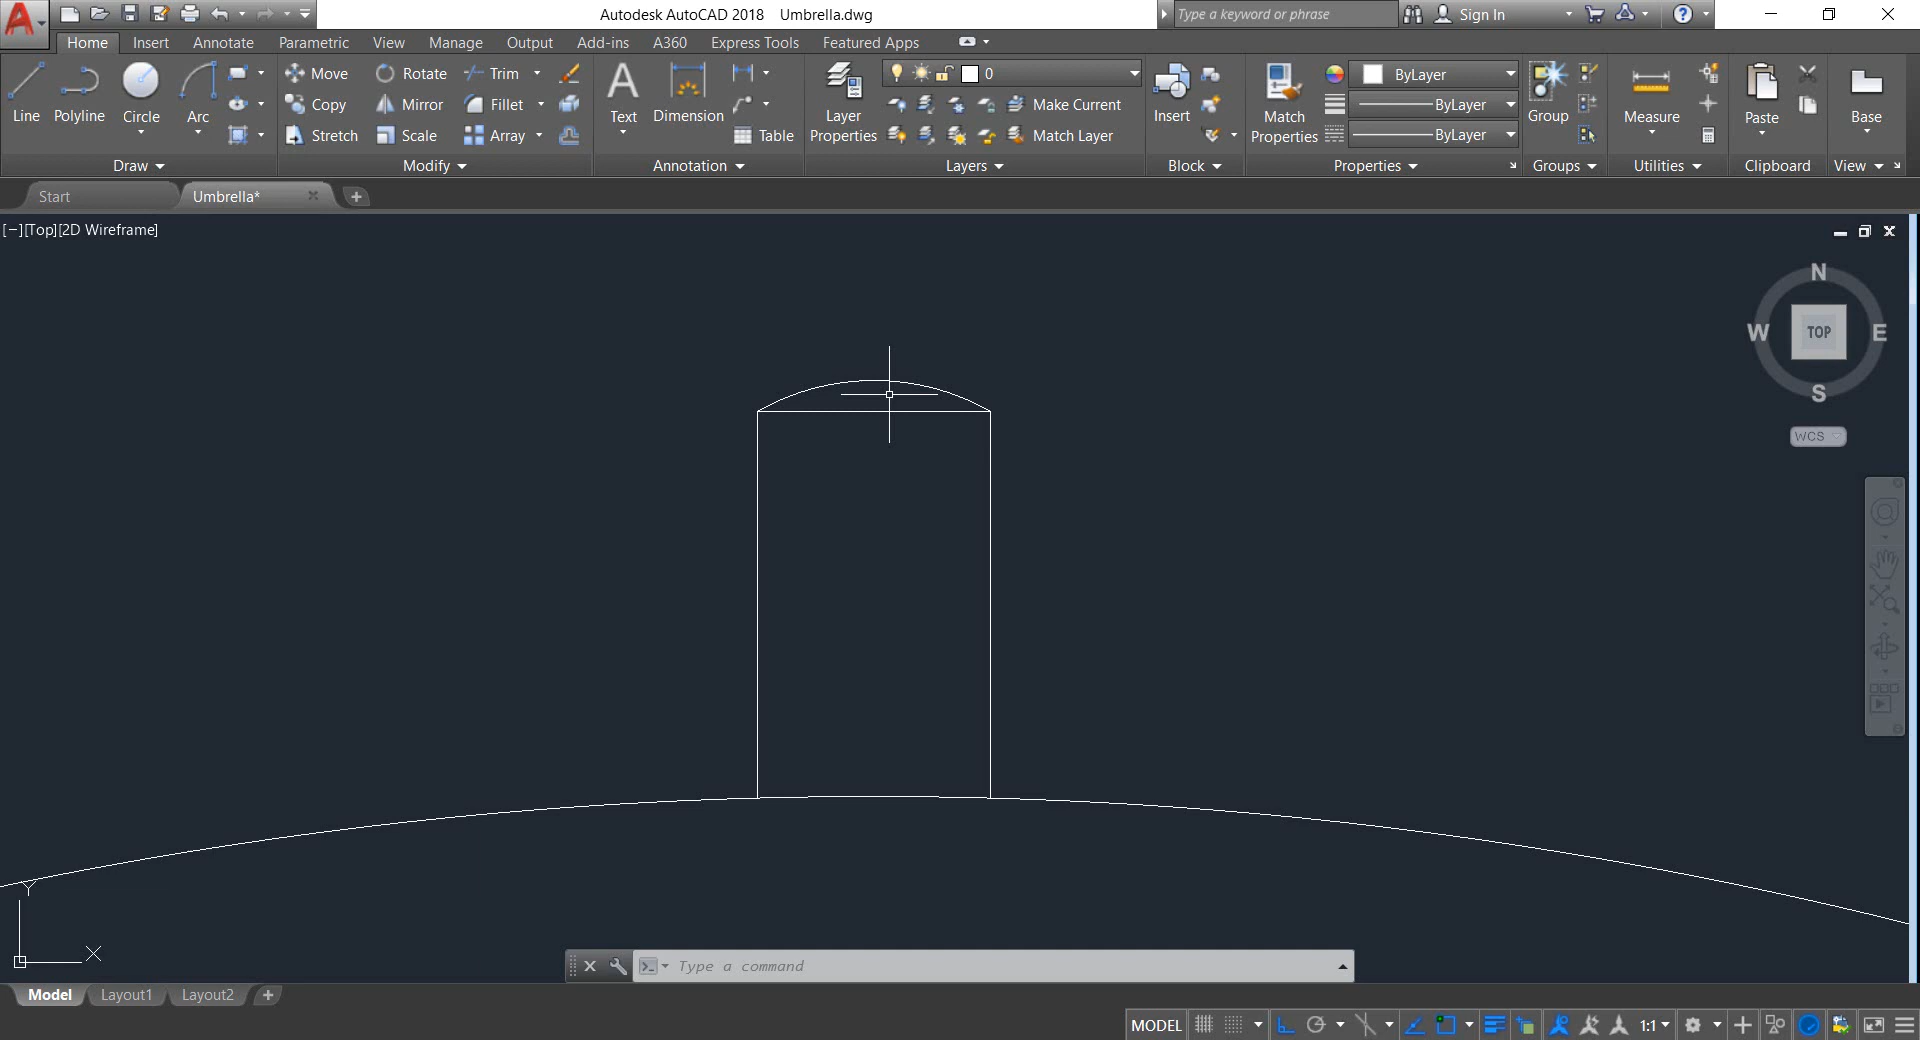 Autodesk AutoCAD 2018 Umbrella.dwg
Type a keyword or phrase
Sign In
Home Insert Annotate Parametric View Manage Output Add-ins A360 Express Tools Featured Apps
Line Polyline Circle Arc
Move Rotate Trim
Copy Mirror Fillet
Stretch Scale Array
Text Dimension Table
Layer Properties
0
Make Current
Match Layer
Insert
Match Properties
ByLayer
ByLayer
ByLayer
Group
Measure
Paste
Base
Draw Modify Annotation Layers Block Properties Groups Utilities Clipboard View
Start Umbrella*
[−][Top][2D Wireframe]
N
W TOP E
S
WCS
Y
X
Type a command
Model Layout1 Layout2
MODEL 1:1